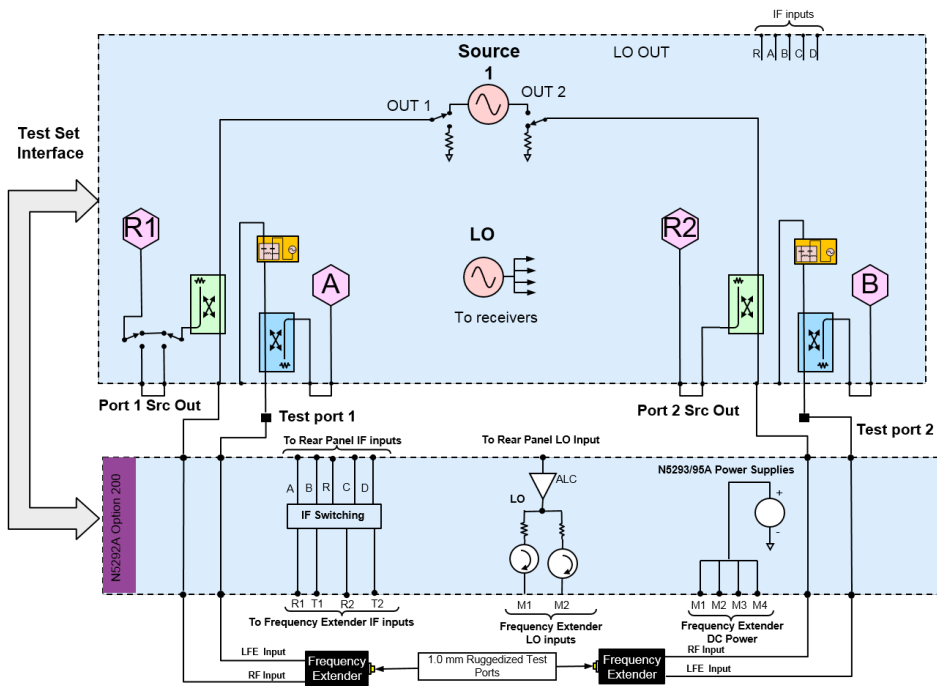 IF inputs
R A B C D
LO OUT
Source
1
OUT 1
OUT 2
Test Set
Interface
R1
A
LO
To receivers
R2
B
Port 1 Src Out
Test port 1
Port 2 Src Out
Test port 2
N5292A Option 200
To Rear Panel IF inputs
A B R C D
IF Switching
R1 T1 R2 T2
To Frequency Extender IF inputs
To Rear Panel LO Input
ALC
LO
M1 M2
Frequency Extender
LO inputs
N5293/95A Power Supplies
+
-
M1 M2 M3 M4
Frequency Extender
DC Power
LFE Input
RF Input
Frequency
Extender
1.0 mm Ruggedized Test
Ports
Frequency
Extender
RF Input
LFE Input